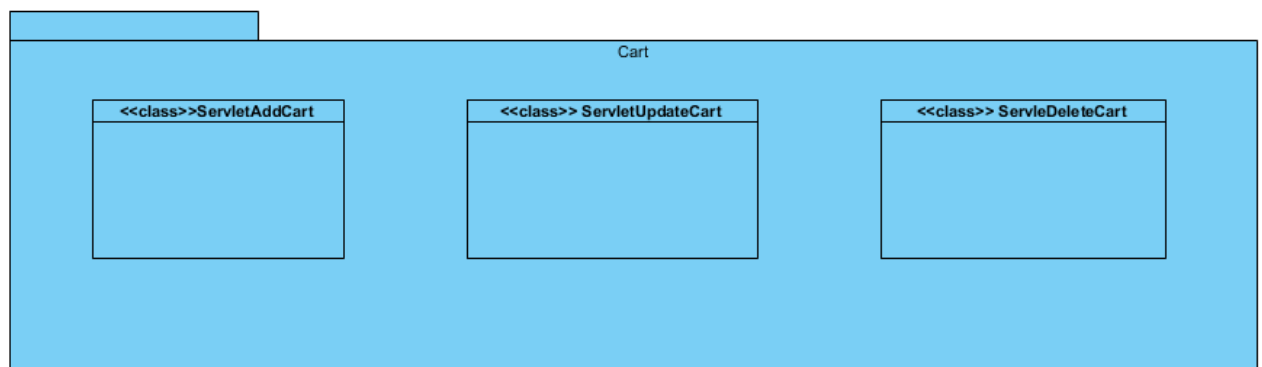 Cart
<<class>>ServletAddCart
<<class>> ServletUpdateCart
<<class>> ServleDeleteCart